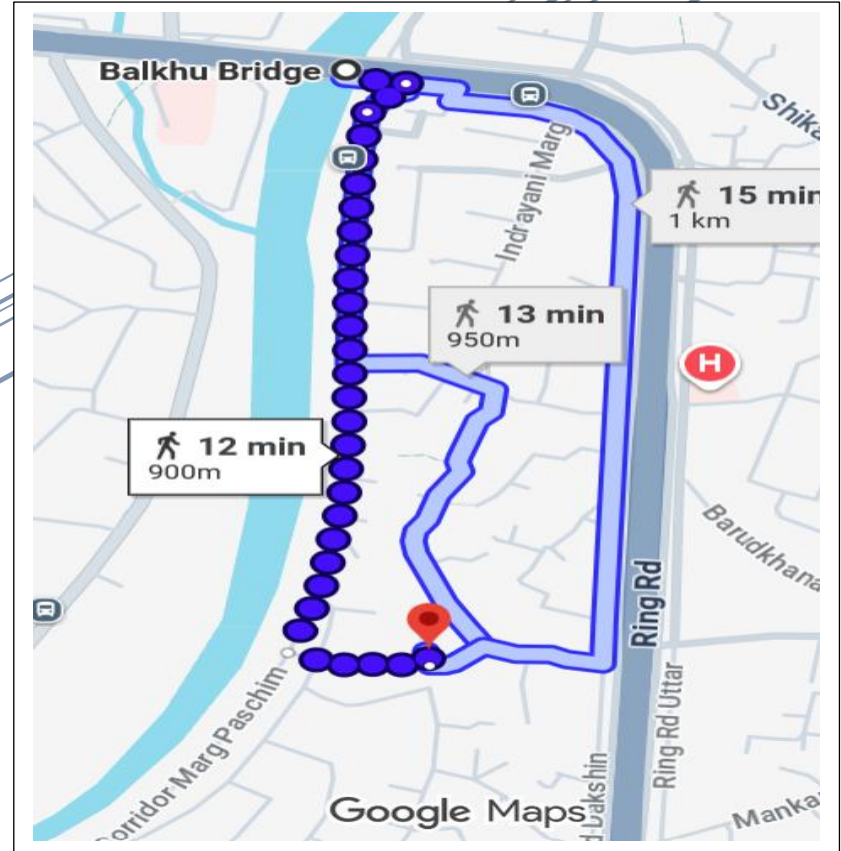 Balkhu Bridge
Shika
Indrayani Marg
15 min
1 km
13 min
950m
H
12 min
900m
Barudkhana
Ring Rd
Ring Rd Uttar
Corridor Marg Paschim
Google Maps
d Dakshin
Manka